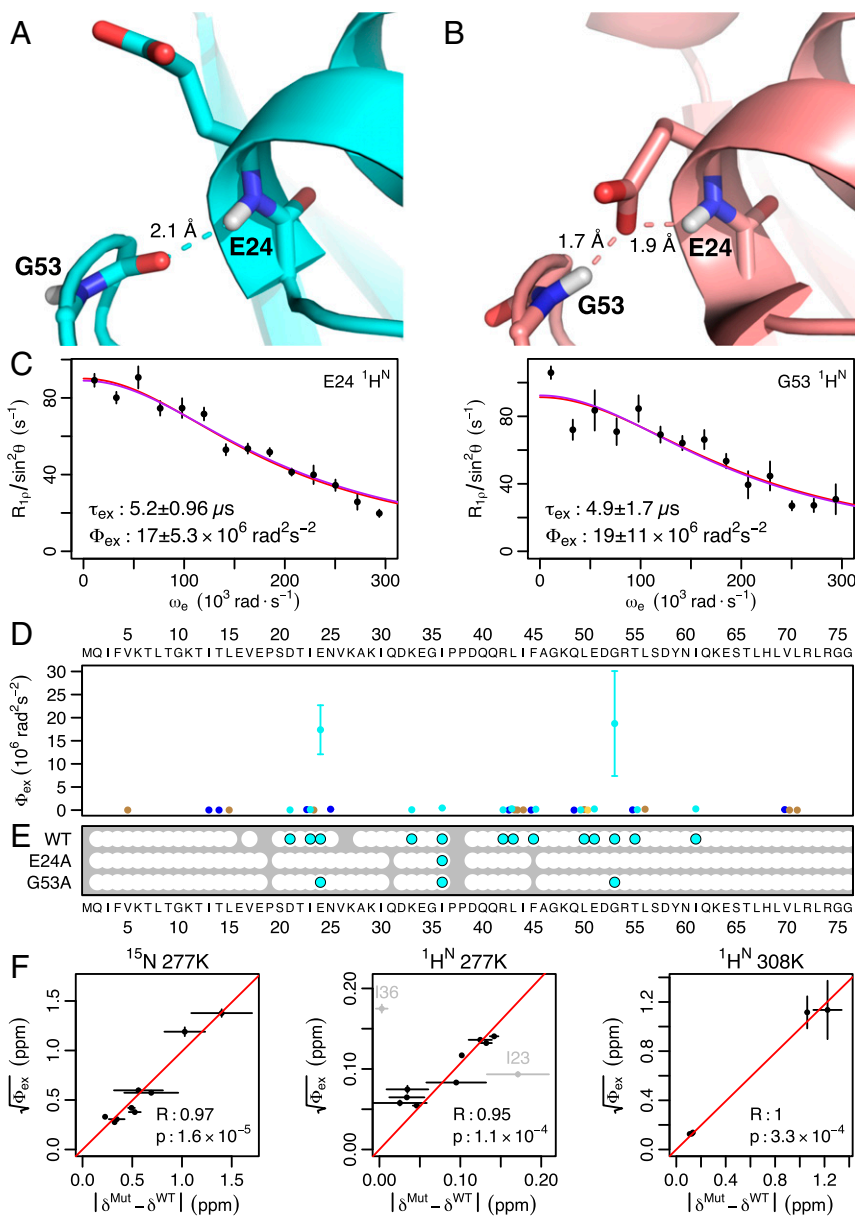 A
B
2.1 Å
E24
G53
1.7 Å
1.9 Å
E24
G53
C
E24 ¹Hᴺ
R₁ρ/sin²θ (s⁻¹)
80
40
0
τex : 5.2±0.96 µs
Φex : 17±5.3×10⁶ rad²s⁻²
0 100 200 300
ωe (10³ rad·s⁻¹)
G53 ¹Hᴺ
R₁ρ/sin²θ (s⁻¹)
80
40
0
τex : 4.9±1.7 µs
Φex : 19±11×10⁶ rad²s⁻²
0 100 200 300
ωe (10³ rad·s⁻¹)
D
5 10 15 20 25 30 35 40 45 50 55 60 65 70 75
MQIFVKTLTGKTITLEVEPSDTIENVKAKIQDKEGIPPDQQRLIFAGKQLEDGRTLSDYNIQKESTLHLVLRLRGG
Φex (10⁶ rad²s⁻²)
30
25
20
15
10
5
0
E
WT
E24A
G53A
MQIFVKTLTGKTITLEVEPSDTIENVKAKIQDKEGIPPDQQRLIFAGKQLEDGRTLSDYNIQKESTLHLVLRLRGG
5 10 15 20 25 30 35 40 45 50 55 60 65 70 75
F
¹⁵N 277K
√Φex (ppm)
1.5
1.0
0.5
0.0
R : 0.97
p : 1.6×10⁻⁵
0.0 0.5 1.0 1.5
|δᴹᵘᵗ−δᵂᵀ| (ppm)
¹Hᴺ 277K
√Φex (ppm)
0.20
0.10
0.00
I36
I23
R : 0.95
p : 1.1×10⁻⁴
0.00 0.10 0.20
|δᴹᵘᵗ−δᵂᵀ| (ppm)
¹Hᴺ 308K
√Φex (ppm)
1.2
0.8
0.4
0.0
R : 1
p : 3.3×10⁻⁴
0.0 0.4 0.8 1.2
|δᴹᵘᵗ−δᵂᵀ| (ppm)